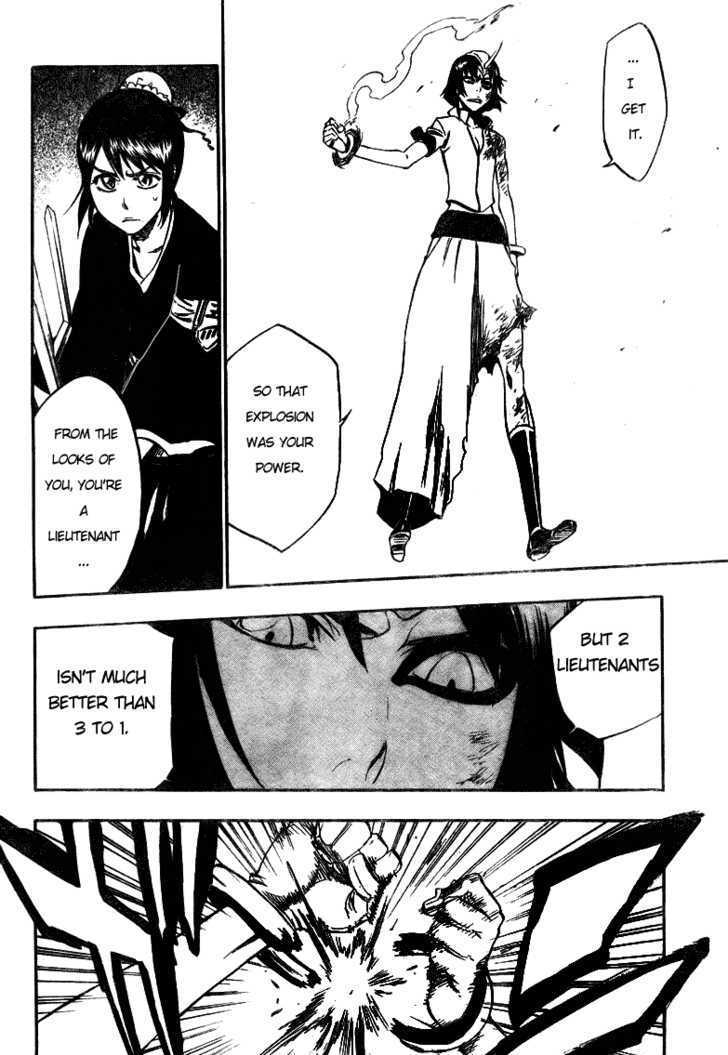 ...
I
GET
IT.
SO THAT
EXPLOSION
WAS YOUR
POWER.
FROM THE
LOOKS OF
YOU, YOU'RE
A
LIEUTENANT
...
BUT 2
LIEUTENANTS
ISN'T MUCH
BETTER THAN
3 TO 1.